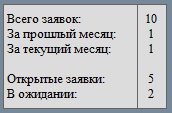 Всего заявок: 10
За прошлый месяц: 1
За текущий месяц: 1
Открытые заявки: 5
В ожидании: 2